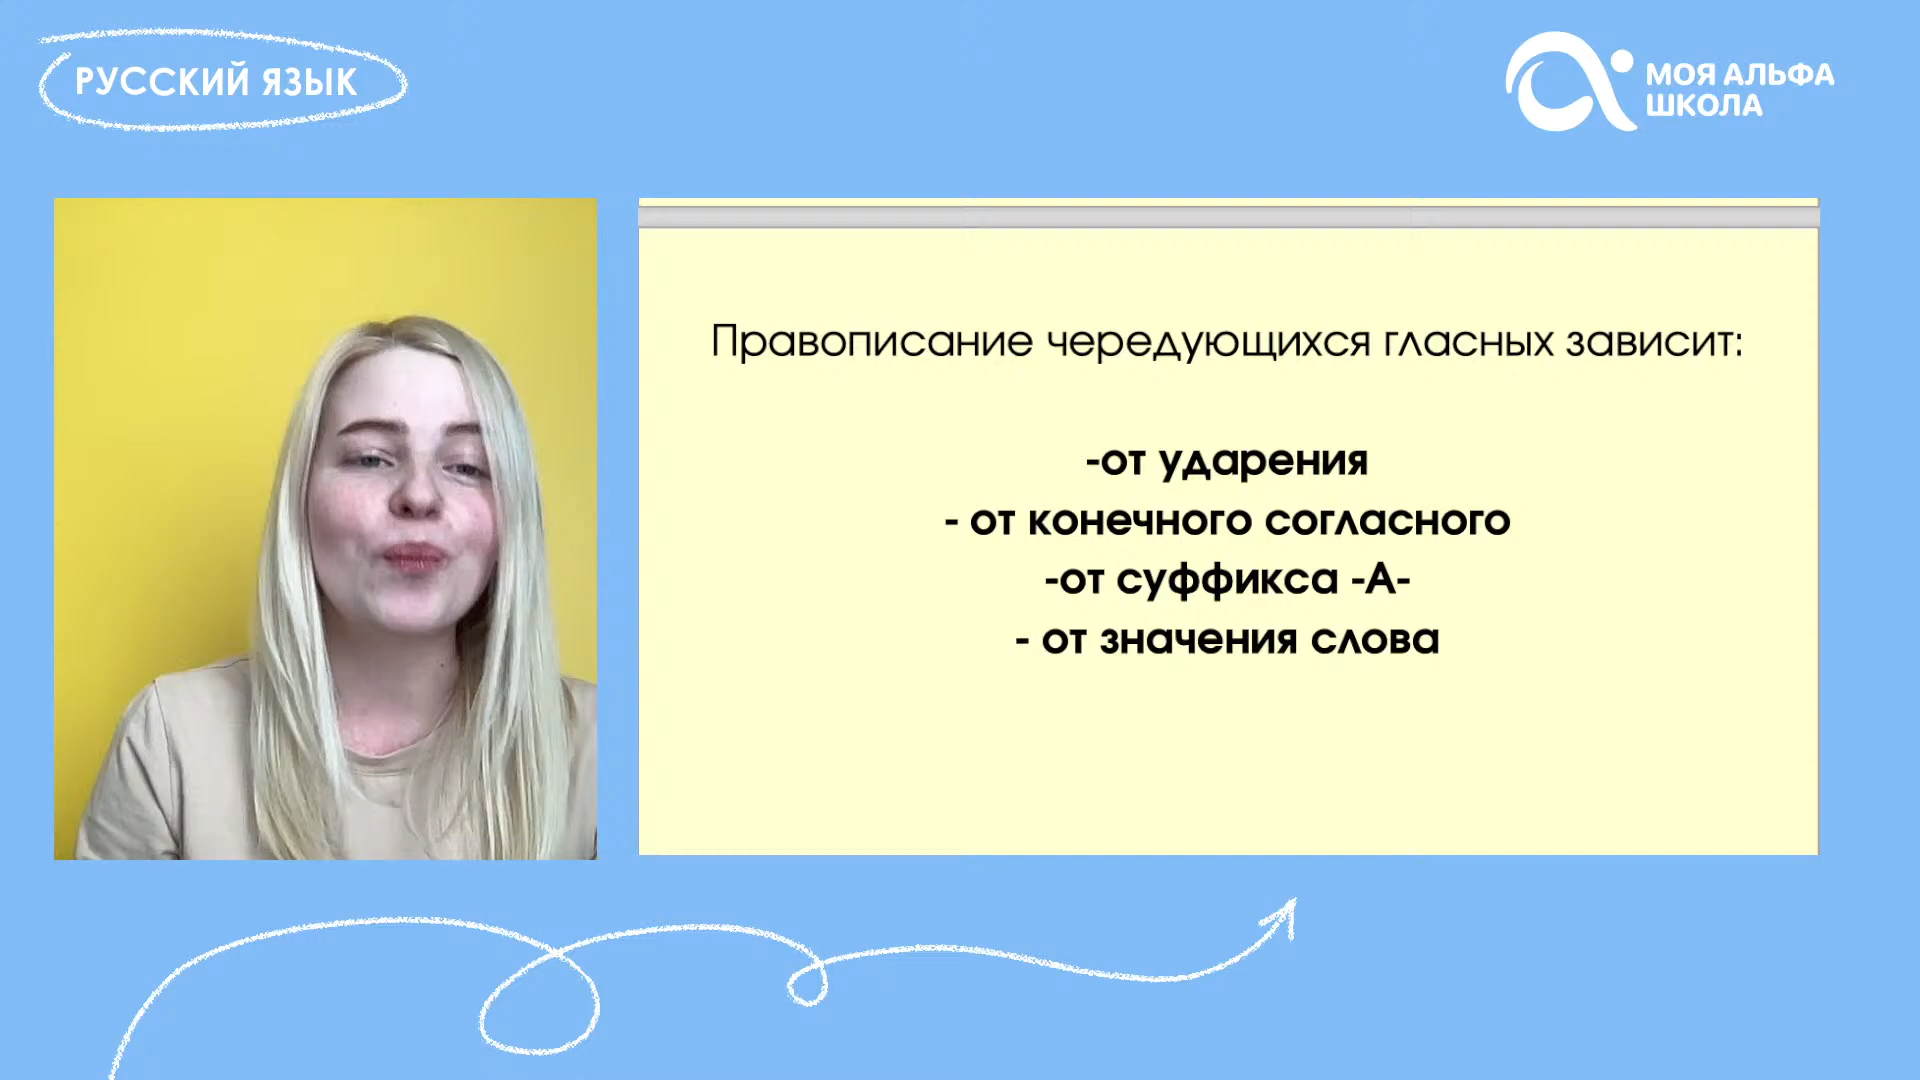 РУССКИЙ ЯЗЫК
МОЯ АЛЬФА
ШКОЛА
Правописание чередующихся гласных зависит:
-от ударения
- от конечного согласного
-от суффикса -А-
- от значения слова